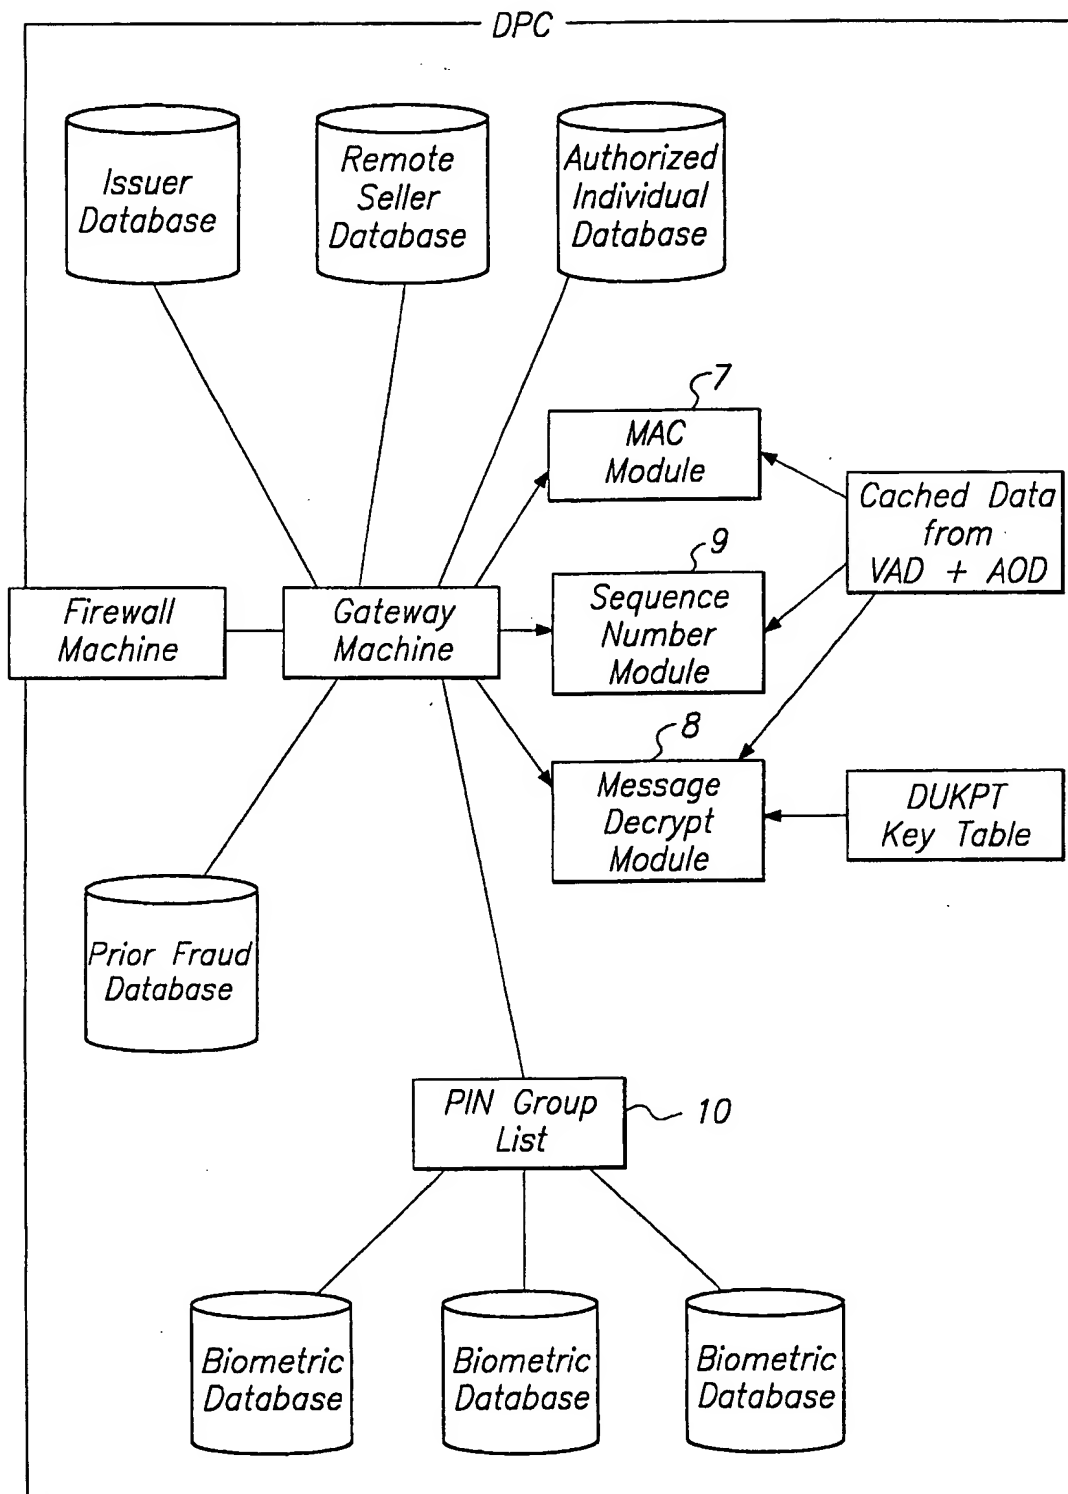 DPC
Issuer
Database
Remote
Seller
Database
Authorized
Individual
Database
7
MAC
Module
Cached Data
from
VAD + AOD
9
Sequence
Number
Module
Firewall
Machine
Gateway
Machine
8
Message
Decrypt
Module
DUKPT
Key Table
Prior Fraud
Database
PIN Group
List
10
Biometric
Database
Biometric
Database
Biometric
Database